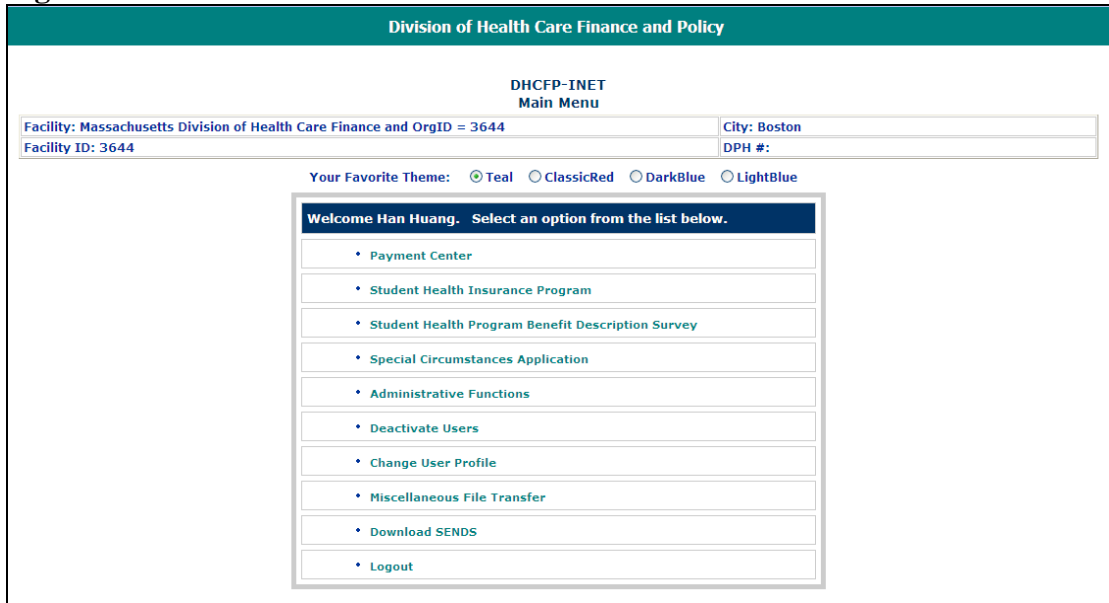 Division of Health Care Finance and Policy
DHCFP-INET
Main Menu
Facility: Massachusetts Division of Health Care Finance and OrgID = 3644 City: Boston
Facility ID: 3644 DPH #:
Your Favorite Theme: Teal ClassicRed DarkBlue LightBlue
Welcome Han Huang. Select an option from the list below.
Payment Center
Student Health Insurance Program
Student Health Program Benefit Description Survey
Special Circumstances Application
Administrative Functions
Deactivate Users
Change User Profile
Miscellaneous File Transfer
Download SENDS
Logout